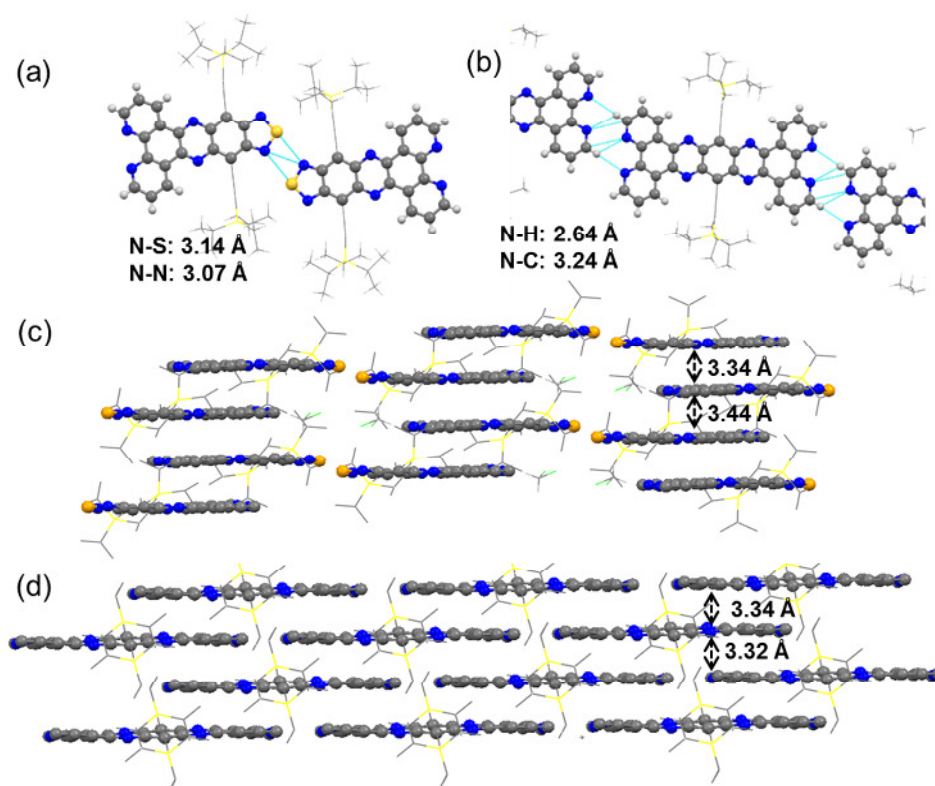 (a)
(b)
N-S: 3.14 Å
N-N: 3.07 Å
N-H: 2.64 Å
N-C: 3.24 Å
(c)
3.34 Å
3.44 Å
(d)
3.34 Å
3.32 Å